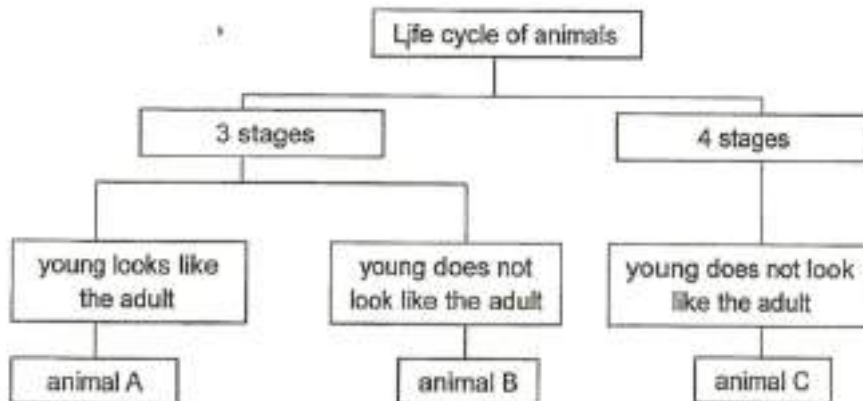 Life cycle of animals
3 stages
4 stages
young looks like
the adult
young does not
look like the adult
young does not look
like the adult
animal A
animal B
animal C